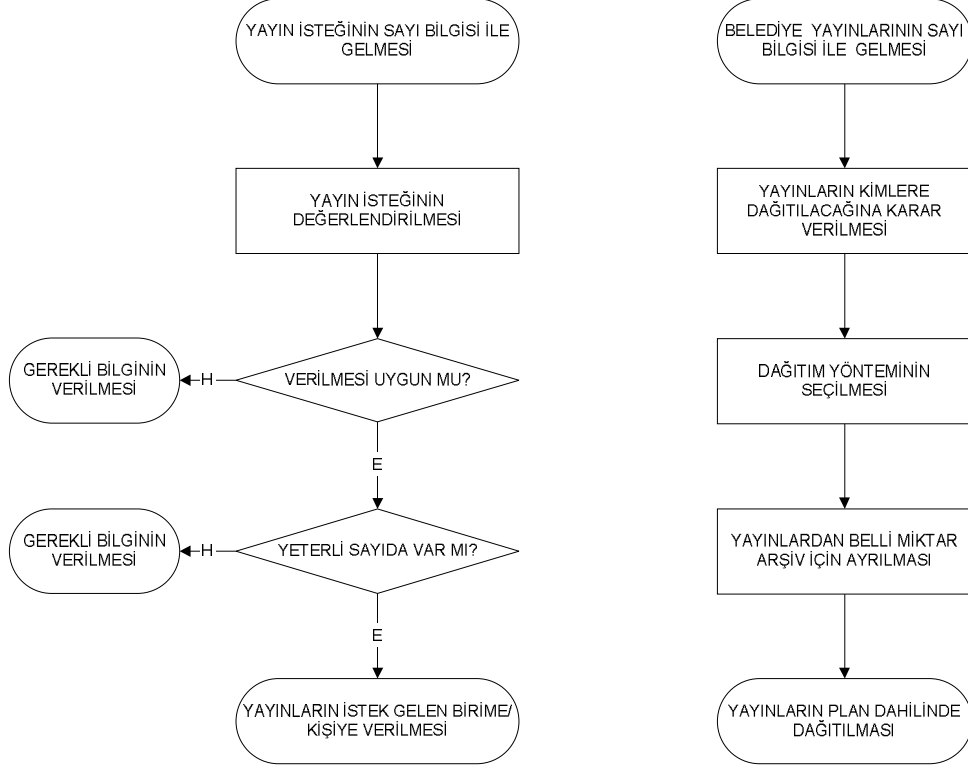 YAYIN İSTEĞİNİN SAYI BİLGİSİ İLE
GELMESİ
YAYIN İSTEĞİNİN
DEĞERLENDİRİLMESİ
VERİLMESİ UYGUN MU?
H
GEREKLİ BİLGİNİN
VERİLMESİ
E
YETERLİ SAYIDA VAR MI?
H
GEREKLİ BİLGİNİN
VERİLMESİ
E
YAYINLARIN İSTEK GELEN BİRİME/
KİŞİYE VERİLMESİ
BELEDİYE YAYINLARININ SAYI
BİLGİSİ İLE GELMESİ
YAYINLARIN KİMLERE
DAĞITILACAĞINA KARAR
VERİLMESİ
DAĞITIM YÖNTEMİNİN
SEÇİLMESİ
YAYINLARDAN BELLİ MİKTAR
ARŞİV İÇİN AYRILMASI
YAYINLARIN PLAN DAHİLİNDE
DAĞITILMASI